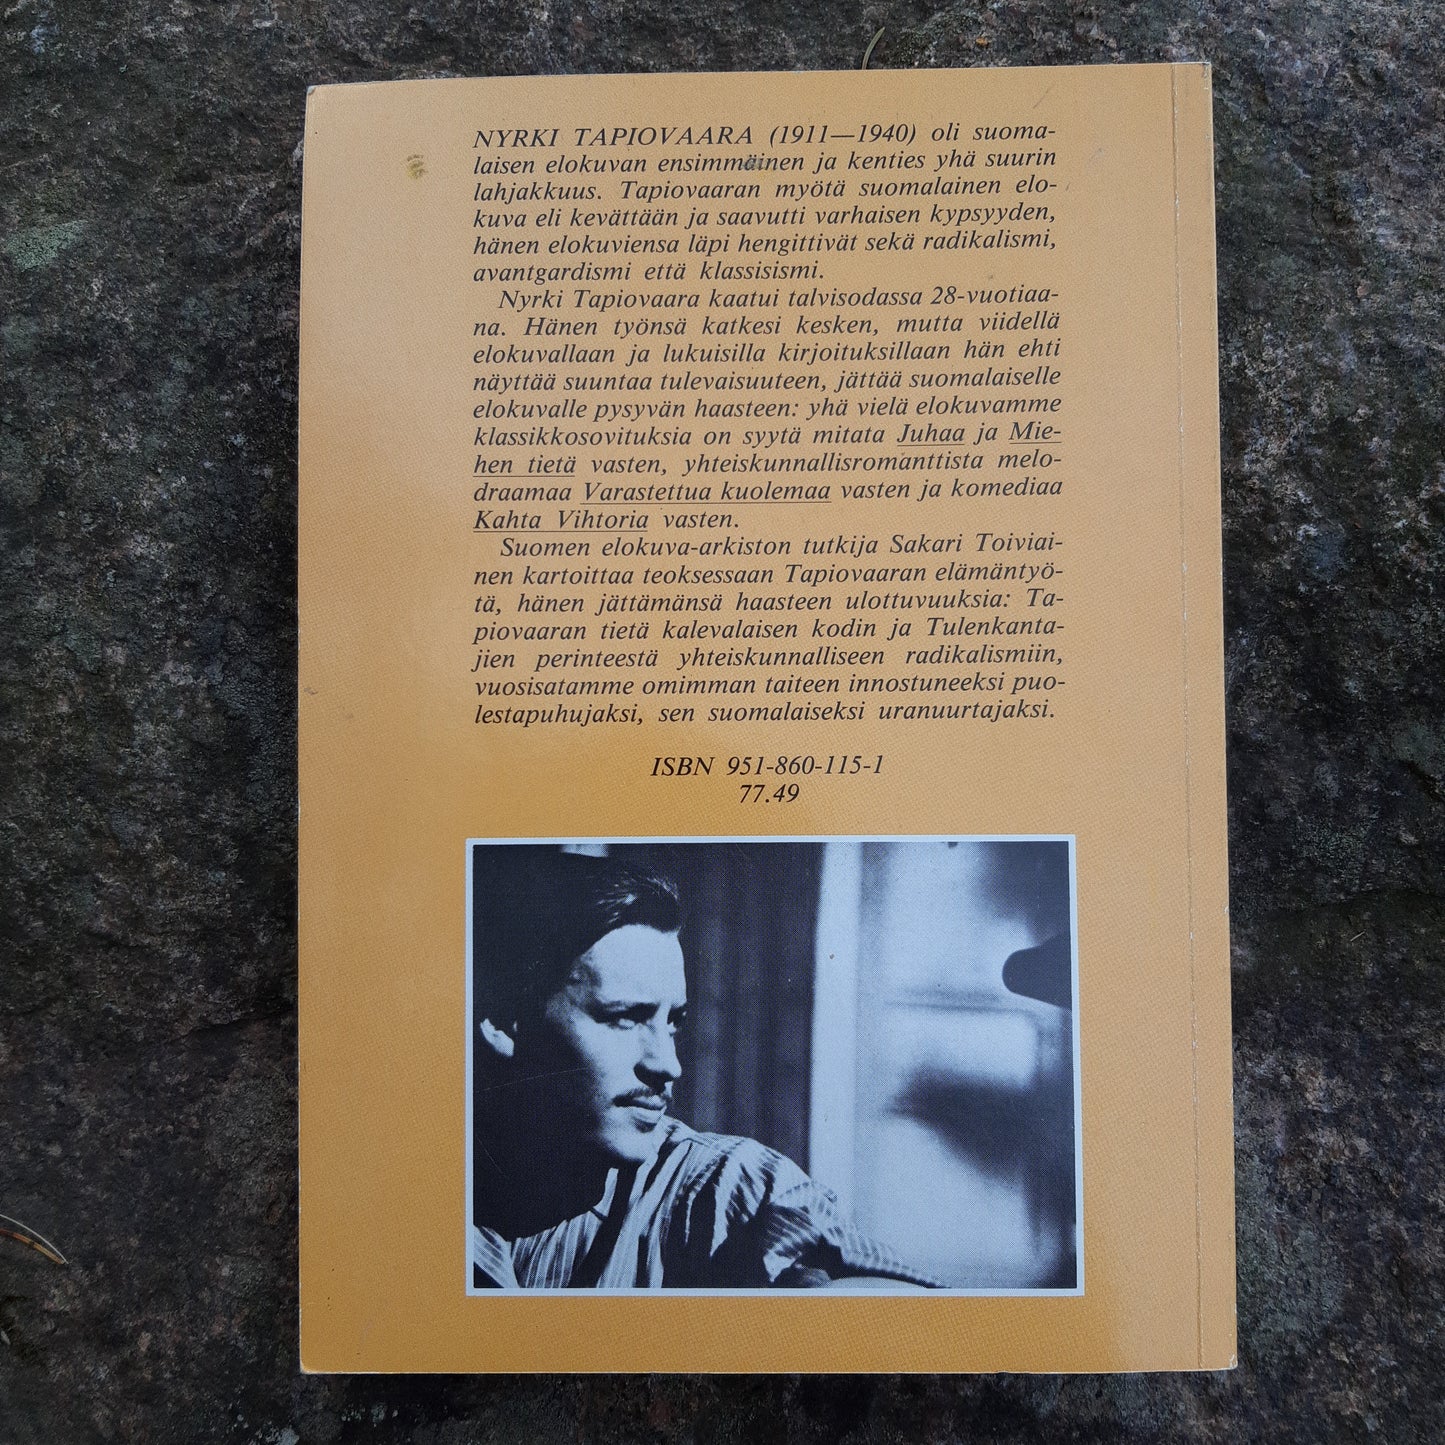 NYRKI TAPIOVAARA (1911—1940) oli suoma-
laisen elokuvan ensimmäinen ja kenties yhä suurin
lahjakkuus. Tapiovaaran myötä suomalainen elo-
kuva eli kevättään ja saavutti varhaisen kypsyyden,
hänen elokuviensa läpi hengittivät sekä radikalismi,
avantgardismi että klassisismi.
Nyrki Tapiovaara kaatui talvisodassa 28-vuotiaa-
na. Hänen työnsä katkesi kesken, mutta viidellä
elokuvallaan ja lukuisilla kirjoituksillaan hän ehti
näyttää suuntaa tulevaisuuteen, jättää suomalaiselle
elokuvalle pysyvän haasteen: yhä vielä elokuvamme
klassikkosovituksia on syytä mitata Juhaa ja Mie-
hen tietä vasten, yhteiskunnallisromanttista melo-
draamaa Varastettua kuolemaa vasten ja komediaa
Kahta Vihtoria vasten.
Suomen elokuva-arkiston tutkija Sakari Toiviai-
nen kartoittaa teoksessaan Tapiovaaran elämäntyö-
tä, hänen jättämänsä haasteen ulottuvuuksia: Ta-
piovaaran tietä kalevalaisen kodin ja Tulenkanta-
jien perinteestä yhteiskunnalliseen radikalismiin,
vuosisatamme omimman taiteen innostuneeksi puo-
lestapuhujaksi, sen suomalaiseksi uranuurtajaksi.
ISBN 951-860-115-1
77.49